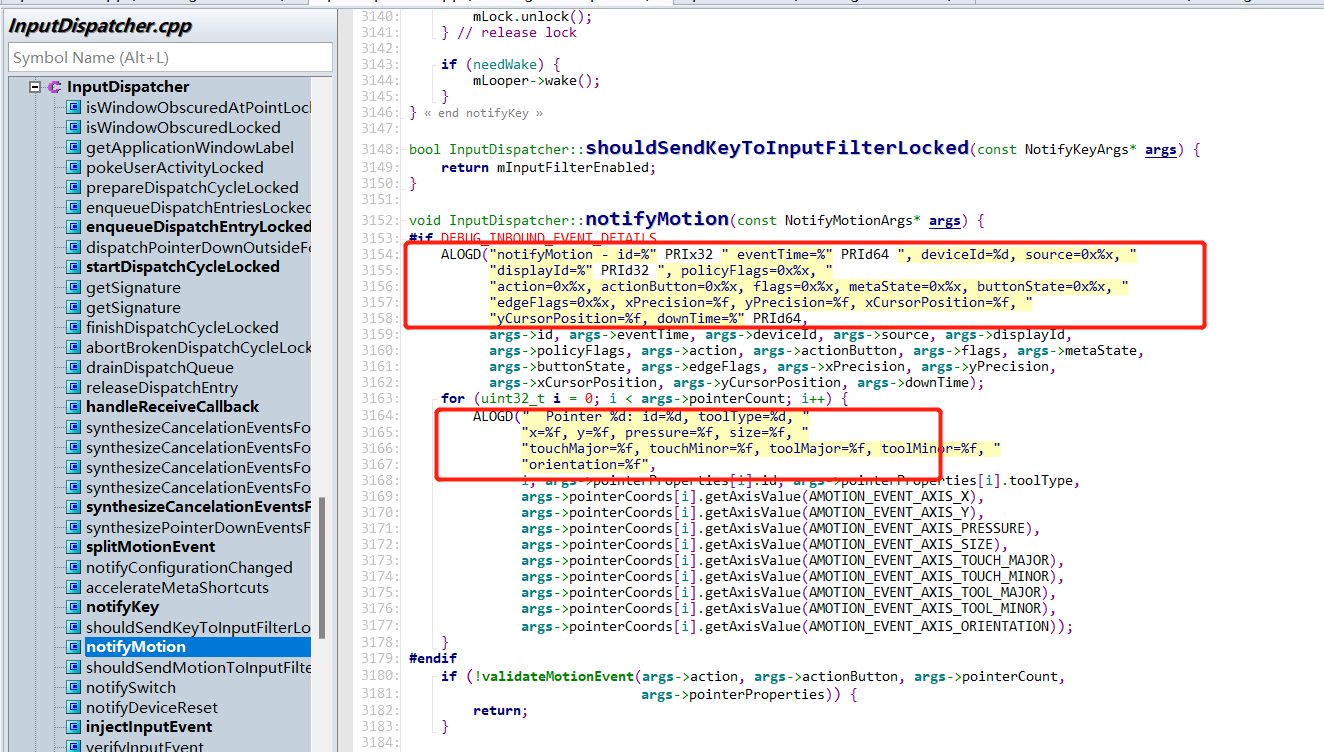 InputDispatcher.cpp
Symbol Name (Alt+L)
InputDispatcher
isWindowObscuredAtPointLocl
isWindowObscuredLocked
getApplicationWindowLabel
pokeUserActivityLocked
prepareDispatchCycleLocked
enqueueDispatchEntriesLocked
enqueueDispatchEntryLocked
dispatchPointerDownOutsideFo
startDispatchCycleLocked
getSignature
getSignature
finishDispatchCycleLocked
abortBrokenDispatchCycleLock
drainDispatchQueue
releaseDispatchEntry
handleReceiveCallback
synthesizeCancelationEventsFo
synthesizeCancelationEventsFo
synthesizeCancelationEventsFo
synthesizeCancelationEventsFo
synthesizeCancelationEventsF
synthesizePointerDownEventsF
splitMotionEvent
notifyConfigurationChanged
accelerateMetaShortcuts
notifyKey
shouldSendKeyToInputFilterLo
notifyMotion
shouldSendMotionToInputFilte
notifySwitch
notifyDeviceReset
injectInputEvent
verifyInputEvent
3140: mLock.unlock();
3141: } // release lock
3142:
3143: if (needWake) {
3144: mLooper->wake();
3145: }
3146: } « end notifyKey »
3147:
3148: bool InputDispatcher::shouldSendKeyToInputFilterLocked(const NotifyKeyArgs* args) {
3149: return mInputFilterEnabled;
3150: }
3151:
3152: void InputDispatcher::notifyMotion(const NotifyMotionArgs* args) {
3153: #if DEBUG_INBOUND_EVENT_DETAILS
3154: ALOGD("notifyMotion - id=%" PRIx32 " eventTime=%" PRId64 ", deviceId=%d, source=0x%x, "
3155: "displayId=%" PRId32 ", policyFlags=0x%x, "
3156: "action=0x%x, actionButton=0x%x, flags=0x%x, metaState=0x%x, buttonState=0x%x, "
3157: "edgeFlags=0x%x, xPrecision=%f, yPrecision=%f, xCursorPosition=%f, "
3158: "yCursorPosition=%f, downTime=%" PRId64,
3159: args->id, args->eventTime, args->deviceId, args->source, args->displayId,
3160: args->policyFlags, args->action, args->actionButton, args->flags, args->metaState,
3161: args->buttonState, args->edgeFlags, args->xPrecision, args->yPrecision,
3162: args->xCursorPosition, args->yCursorPosition, args->downTime);
3163: for (uint32_t i = 0; i < args->pointerCount; i++) {
3164: ALOGD("  Pointer %d: id=%d, toolType=%d, "
3165: "x=%f, y=%f, pressure=%f, size=%f, "
3166: "touchMajor=%f, touchMinor=%f, toolMajor=%f, toolMinor=%f, "
3167: "orientation=%f",
3168: i, args->pointerProperties[i].id, args->pointerProperties[i].toolType,
3169: args->pointerCoords[i].getAxisValue(AMOTION_EVENT_AXIS_X),
3170: args->pointerCoords[i].getAxisValue(AMOTION_EVENT_AXIS_Y),
3171: args->pointerCoords[i].getAxisValue(AMOTION_EVENT_AXIS_PRESSURE),
3172: args->pointerCoords[i].getAxisValue(AMOTION_EVENT_AXIS_SIZE),
3173: args->pointerCoords[i].getAxisValue(AMOTION_EVENT_AXIS_TOUCH_MAJOR),
3174: args->pointerCoords[i].getAxisValue(AMOTION_EVENT_AXIS_TOUCH_MINOR),
3175: args->pointerCoords[i].getAxisValue(AMOTION_EVENT_AXIS_TOOL_MAJOR),
3176: args->pointerCoords[i].getAxisValue(AMOTION_EVENT_AXIS_TOOL_MINOR),
3177: args->pointerCoords[i].getAxisValue(AMOTION_EVENT_AXIS_ORIENTATION));
3178: }
3179: #endif
3180: if (!validateMotionEvent(args->action, args->actionButton, args->pointerCount,
3181: args->pointerProperties)) {
3182: return;
3183: }
3184: